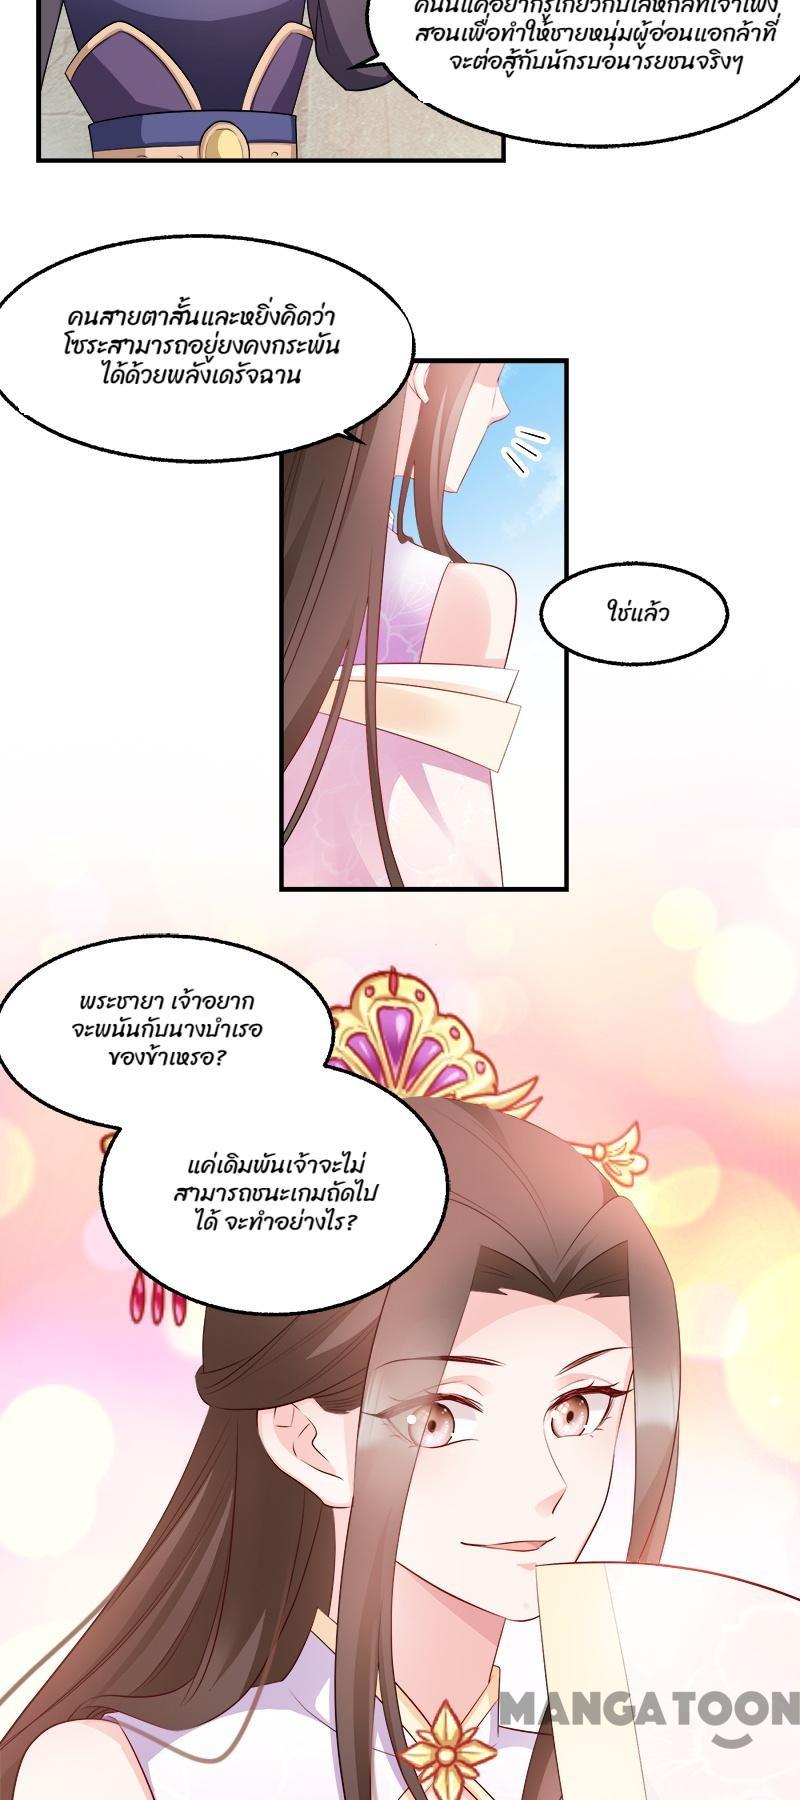 สอนเพื่อทำให้ชายหนุ่มผู้อ่อนแอกล้าที่
จะต่อสู้กับนักรบอนารยชนจริงๆ
คนสายตาสั้นและหยิ่งคิดว่า
โซระสามารถอยู่ยงคงกระพัน
ได้ด้วยพลังเดรัจฉาน
ใช่แล้ว
พระชายา เจ้าอยาก
จะพนันกับนางบำเรอ
ของข้าเหรอ?
แค่เดิมพันเจ้าจะไม่
สามารถชนะเกมถัดไป
ได้ จะทำอย่างไร?
MANGATOON